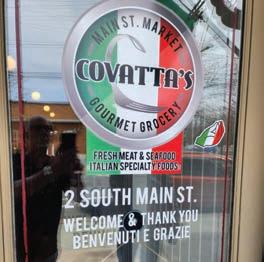 MAIN ST. MARKET
COVATTA'S
GOURMET GROCERY
FRESH MEAT & SEAFOOD
ITALIAN SPECIALTY FOODS
2 SOUTH MAIN ST.
WELCOME & THANK YOU
BENVENUTI E GRAZIE